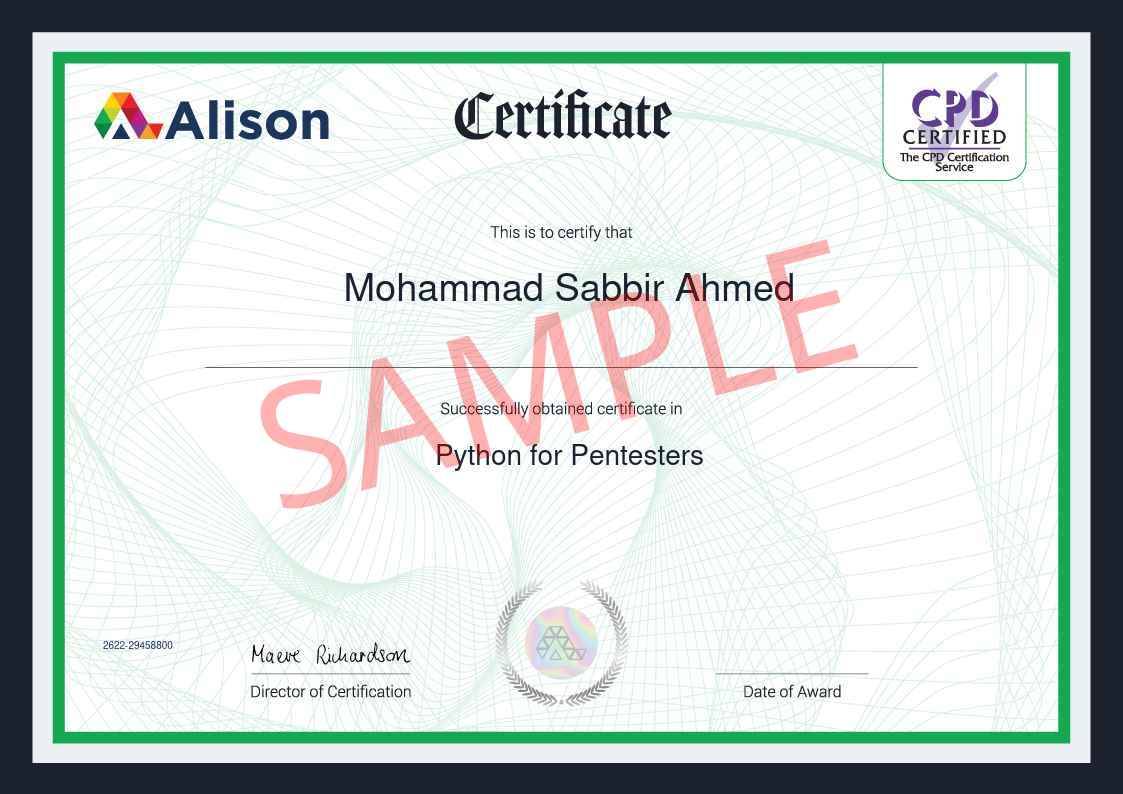 Alison
Certificate
CPD
CERTIFIED
The CPD Certification
Service
This is to certify that
Mohammad Sabbir Ahmed
SAMPLE
Successfully obtained certificate in
Python for Pentesters
2622-29458800
Maeve Richardson
Director of Certification
Date of Award